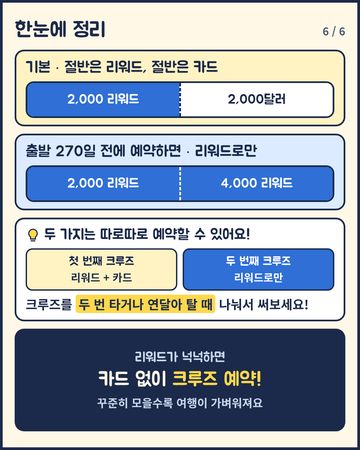 한눈에 정리
6 / 6
기본 · 절반은 리워드, 절반은 카드
2,000 리워드
2,000달러
출발 270일 전에 예약하면 · 리워드로만
2,000 리워드
4,000 리워드
두 가지는 따로따로 예약할 수 있어요!
첫 번째 크루즈
리워드 + 카드
두 번째 크루즈
리워드로만
크루즈를 두 번 타거나 연달아 탈 때 나눠서 써보세요!
리워드가 넉넉하면
카드 없이 크루즈 예약!
꾸준히 모을수록 여행이 가벼워져요